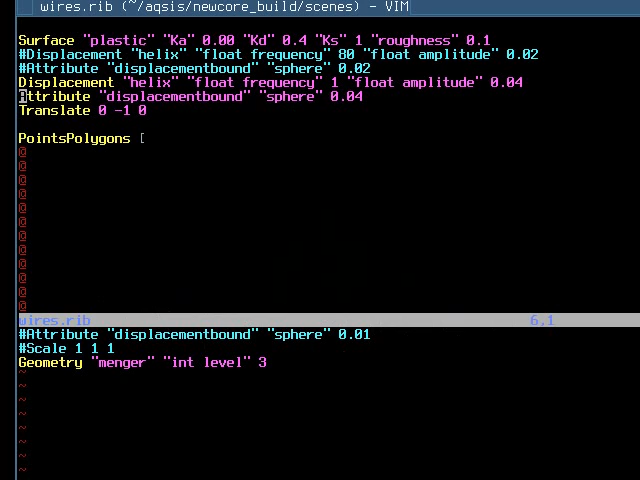 wires.rib (~/aqsis/newcore_build/scenes) - VIM
Surface "plastic" "Ka" 0.00 "Kd" 0.4 "Ks" 1 "roughness" 0.1
#Displacement "helix" "float frequency" 80 "float amplitude" 0.02
#Attribute "displacementbound" "sphere" 0.02
Displacement "helix" "float frequency" 1 "float amplitude" 0.04
Attribute "displacementbound" "sphere" 0.04
Translate 0 -1 0
PointsPolygons [
@
@
@
@
@
@
@
@
@
@
@
@
wires.rib 6,1
#Attribute "displacementbound" "sphere" 0.01
#Scale 1 1 1
Geometry "menger" "int level" 3
~
~
~
~
~
~
~
~